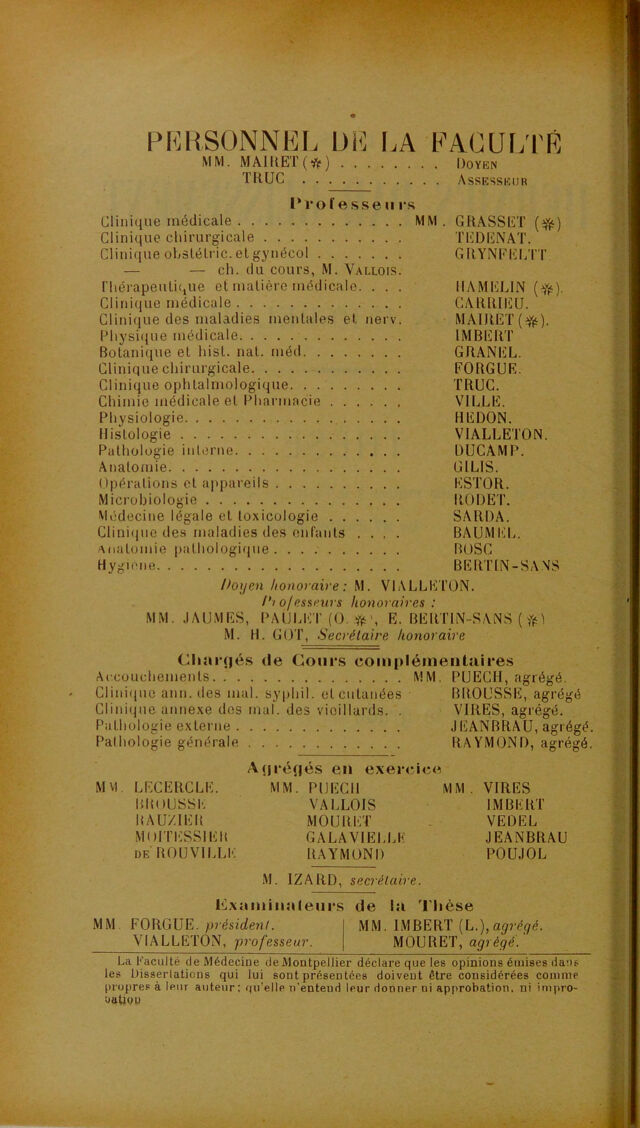 PERSONNEL DE LA FACULTÉ
MM. MAIRET (✻) . . . . . . . . DOYEN
TRUC . . . . . . . . . . . ASSESSEUR
Professeurs
Clinique médicale . . . . . . . . . . . . . MM. GRASSET (✻)
Clinique chirurgicale . . . . . . . . . . . TEDENAT.
Clinique obstétric. et gynécol . . . . . . . GRYNFELTT
— — ch. du cours, M. VALLOIS.
Thérapeutique et matière médicale. . . . HAMELIN (✻).
Clinique médicale . . . . . . . . . . . . . CARRIEU.
Clinique des maladies mentales et nerv. MAIRET (✻).
Physique médicale. . . . . . . . . . . . . IMBERT
Botanique et hist. nat. méd. . . . . . . . GRANEL.
Clinique chirurgicale. . . . . . . . . . . . FORGUE.
Clinique ophtalmologique. . . . . . . . . TRUC.
Chimie médicale et Pharmacie . . . . . . VILLE.
Physiologie. . . . . . . . . . . . . . . . . HEDON.
Histologie . . . . . . . . . . . . . . . . . VIALLETON.
Pathologie interne. . . . . . . . . . . . . DUCAMP.
Anatomie. . . . . . . . . . . . . . . . . . GILIS.
Opérations et appareils . . . . . . . . . . ESTOR.
Microbiologie . . . . . . . . . . . . . . . RODET.
Médecine légale et toxicologie . . . . . . SARDA.
Clinique des maladies des enfants . . . . BAUMEL.
Anatomie pathologique . . . . . . . . . . BOSC
Hygiène. . . . . . . . . . . . . . . . . . . BERTIN-SANS
Doyen honoraire : M. VIALLETON.
Professeurs honoraires :
MM. JAUMES, PAULET (O. ✻), E. BERTIN-SANS (✻)
M. H. GOT, Secrétaire honoraire
Chargés de Cours complémentaires
Accouchements. . . . . . . . . . . . . . . MM. PUECH, agrégé.
Clinique ann. des mal. syphil. et cutanées BROUSSE, agrégé
Clinique annexe des mal. des vieillards. . VIRES, agrégé.
Pathologie externe . . . . . . . . . . . . . JEANBRAU, agrégé.
Pathologie générale . . . . . . . . . . . . RAYMOND, agrégé.
Agrégés en exercice
MM. LECERCLE. MM. PUECH MM. VIRES
BROUSSE VALLOIS IMBERT
RAUZIER MOURET VEDEL
MOITESSIER GALAVIELLE JEANBRAU
DE ROUVILLE RAYMOND POUJOL
M. IZARD, secrétaire.
Examinateurs de la Thèse
MM. FORGUE. président. MM. IMBERT (L.), agrégé.
VIALLETON, professeur. MOURET, agrégé.
La Faculté de Médecine de Montpellier déclare que les opinions émises dans
les Dissertations qui lui sont présentées doivent être considérées comme
propres à leur auteur ; qu'elle n'entend leur donner ni approbation, ni impro-
bation